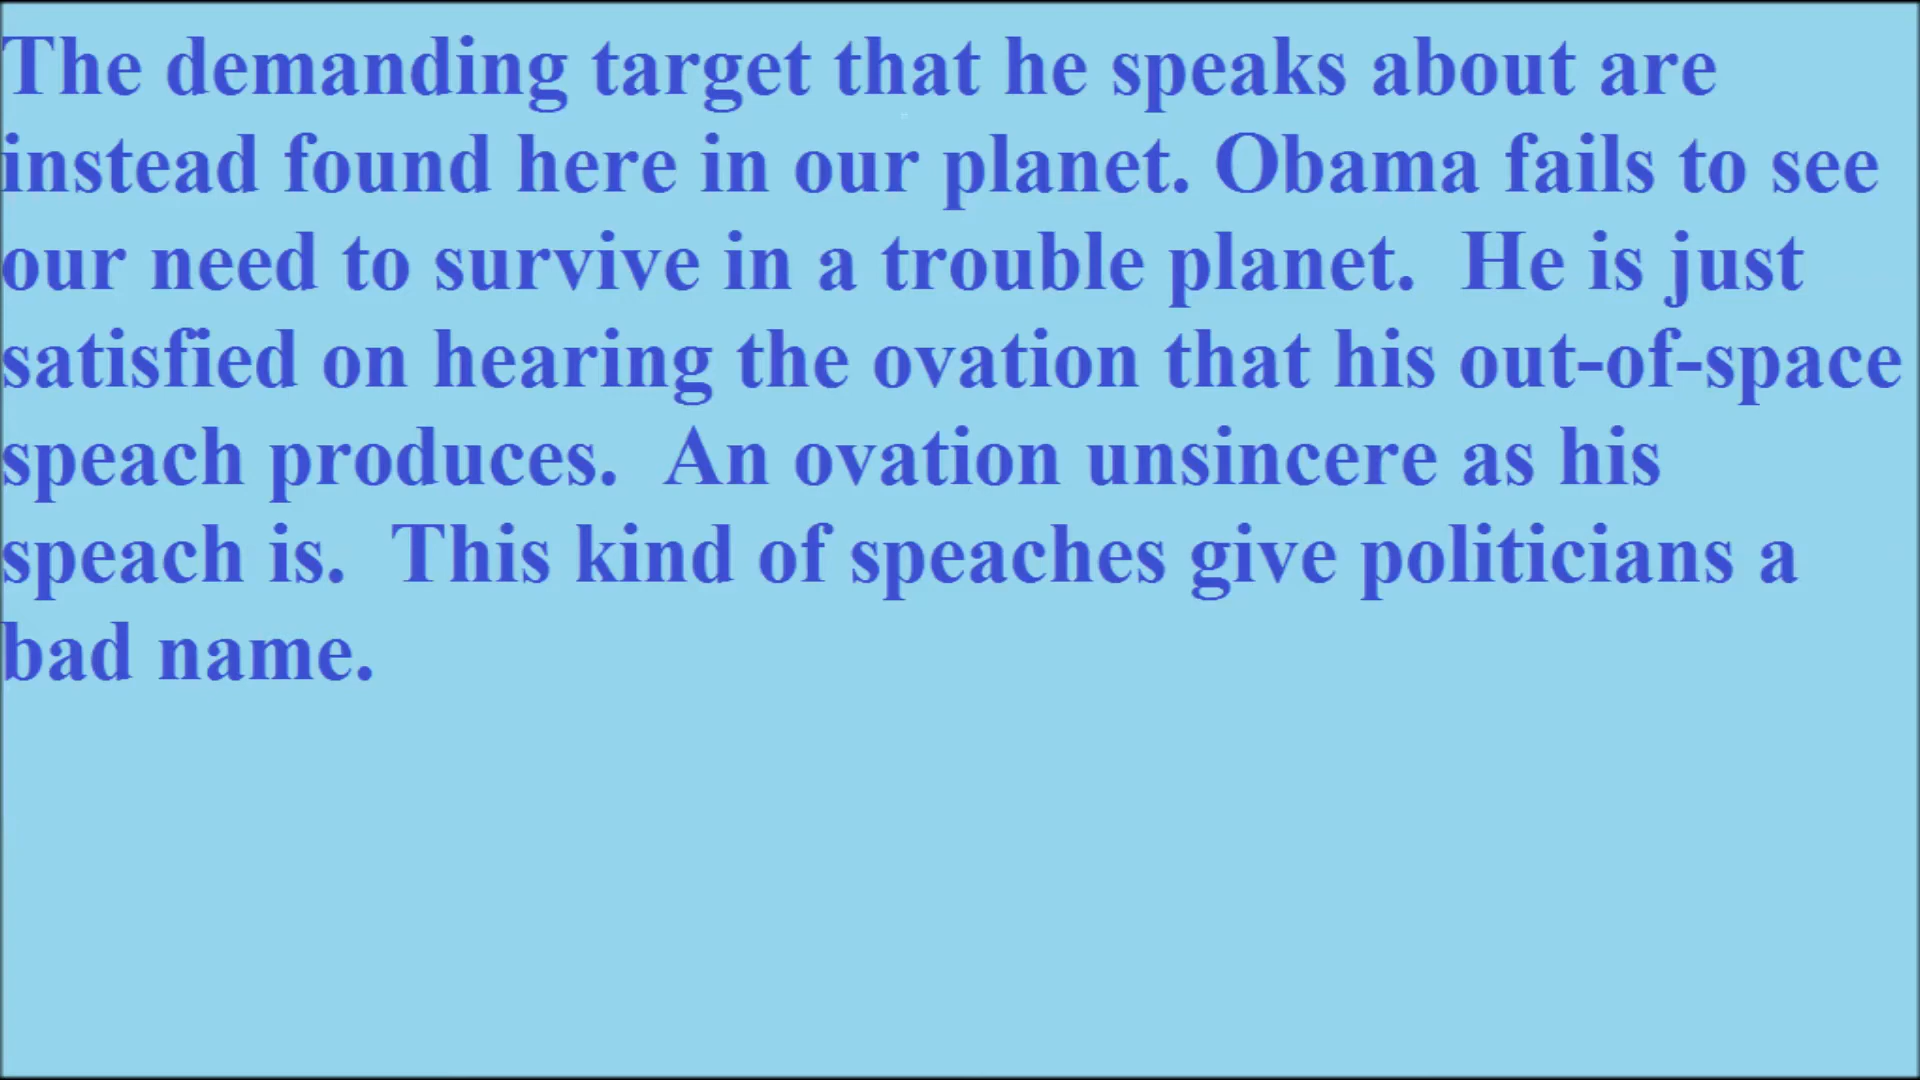 The demanding target that he speaks about are
instead found here in our planet. Obama fails to see
our need to survive in a trouble planet.  He is just
satisfied on hearing the ovation that his out-of-space
speach produces.  An ovation unsincere as his
speach is.  This kind of speaches give politicians a
bad name.